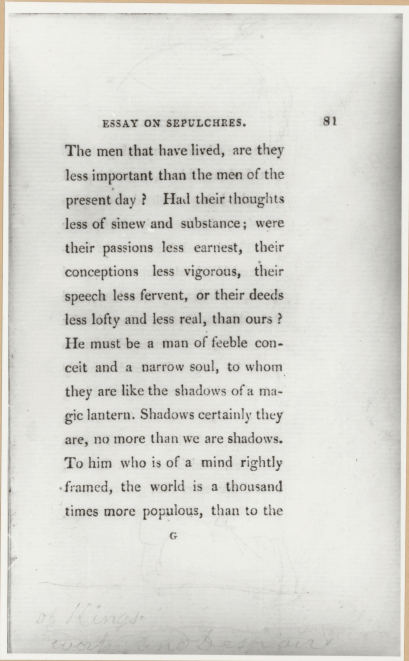 ESSAY ON SEPULCHRES. 81
The men that have lived, are they
less important than the men of the
present day ? Had their thoughts
less of sinew and substance; were
their passions less earnest, their
conceptions less vigorous, their
speech less fervent, or their deeds
less lofty and less real, than ours ?
He must be a man of feeble con-
ceit and a narrow soul, to whom
they are like the shadows of a ma-
gic lantern. Shadows certainly they
are, no more than we are shadows.
To him who is of a mind rightly
framed, the world is a thousand
times more populous, than to the
G
of Kings